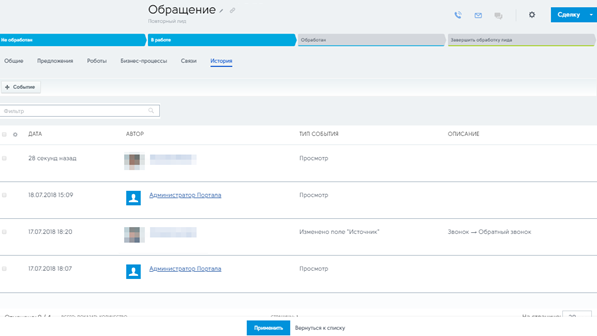 Обращение
Повторный лид
Сделку
Не обработан
В работе
Обработан
Завершить обработку лида
Общие
Предложения
Роботы
Бизнес-процессы
Связи
История
+ Событие
Фильтр
ДАТА
АВТОР
ТИП СОБЫТИЯ
ОПИСАНИЕ
28 секунд назад
Просмотр
18.07.2018 15:09
Администратор Портала
Просмотр
17.07.2018 18:20
Изменено поле "Источник"
Звонок → Обратный звонок
17.07.2018 18:07
Администратор Портала
Просмотр
Применить
Вернуться к списку